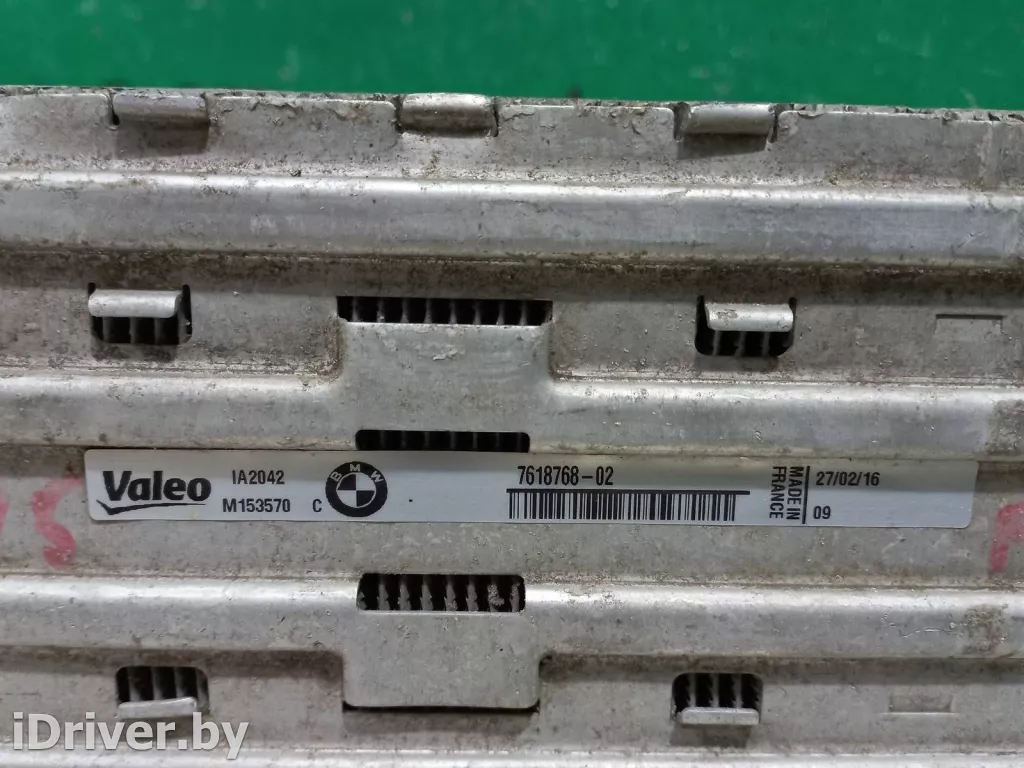 Valeo
IA2042
M153570 C
BMW
7618768-02
MADE IN
FRANCE
27/02/16
09
iDriver.by